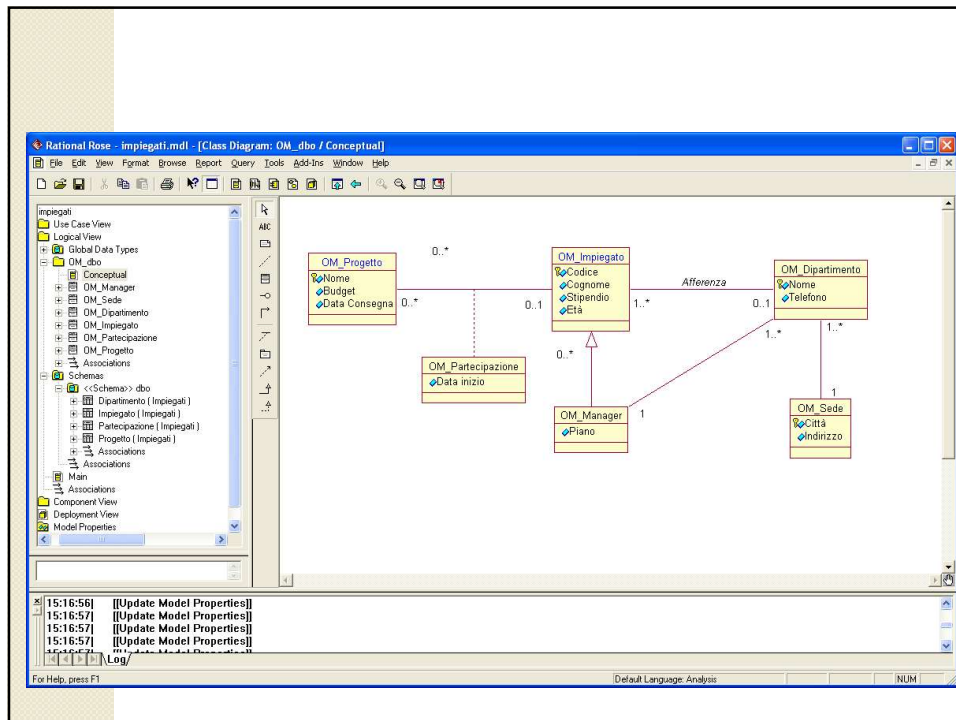 Rational Rose - impiegati.mdl - [Class Diagram: OM_dbo / Conceptual]
File Edit View Format Browse Report Query Tools Add-Ins Window Help
impiegati
Use Case View
Logical View
Global Data Types
OM_dbo
Conceptual
OM_Manager
OM_Sede
OM_Dipartimento
OM_Impiegato
OM_Partecipazione
OM_Progetto
Associations
Schemas
<<Schema>> dbo
Dipartimento ( Impiegati )
Impiegato ( Impiegati )
Partecipazione ( Impiegati )
Progetto ( Impiegati )
Associations
Associations
Main
Associations
Component View
Deployment View
Model Properties
ABC
OM_Progetto
Nome
Budget
Data Consegna
0..*
0..*
0..1
OM_Impiegato
Codice
Cognome
Stipendio
Età
1..*
Afferenza
0..1
OM_Dipartimento
Nome
Telefono
1..*
1..*
0..*
OM_Partecipazione
Data inizio
OM_Manager
Piano
1
1
OM_Sede
Città
Indirizzo
15:16:56| [[Update Model Properties]]
15:16:57| [[Update Model Properties]]
15:16:57| [[Update Model Properties]]
15:16:57| [[Update Model Properties]]
Log
For Help, press F1
Default Language: Analysis
NUM